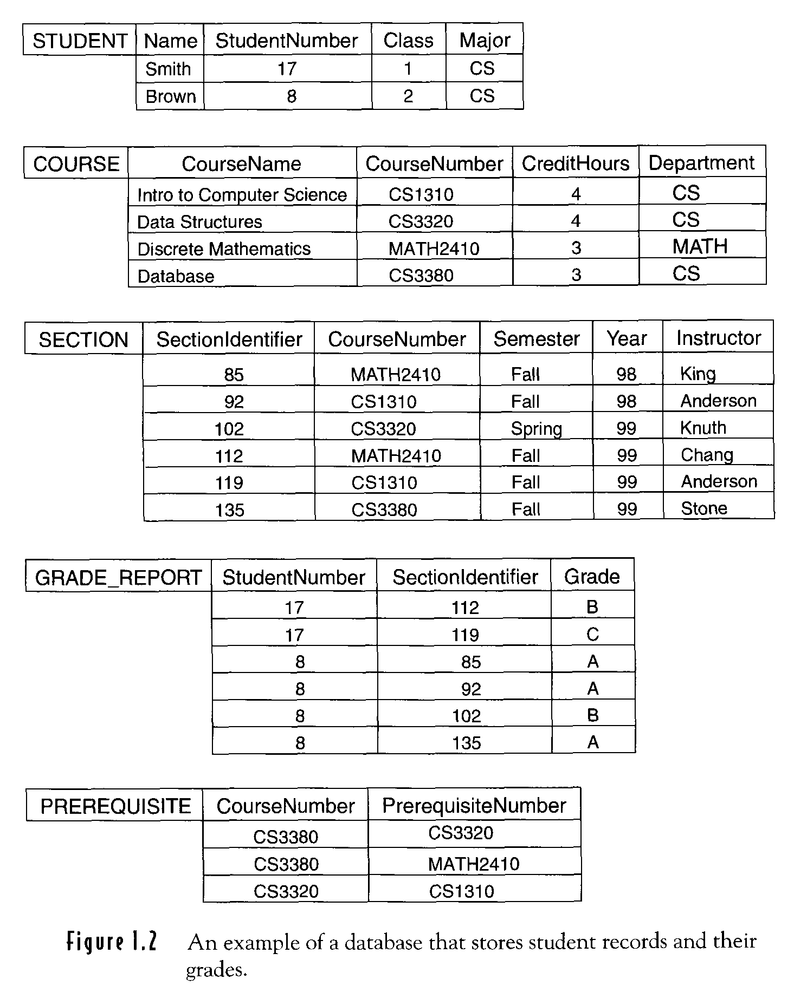 STUDENT Name StudentNumber Class Major
Smith 17 1 CS
Brown 8 2 CS
COURSE CourseName CourseNumber CreditHours Department
Intro to Computer Science CS1310 4 CS
Data Structures CS3320 4 CS
Discrete Mathematics MATH2410 3 MATH
Database CS3380 3 CS
SECTION SectionIdentifier CourseNumber Semester Year Instructor
85 MATH2410 Fall 98 King
92 CS1310 Fall 98 Anderson
102 CS3320 Spring 99 Knuth
112 MATH2410 Fall 99 Chang
119 CS1310 Fall 99 Anderson
135 CS3380 Fall 99 Stone
GRADE_REPORT StudentNumber SectionIdentifier Grade
17 112 B
17 119 C
8 85 A
8 92 A
8 102 B
8 135 A
PREREQUISITE CourseNumber PrerequisiteNumber
CS3380 CS3320
CS3380 MATH2410
CS3320 CS1310
Figure 1.2 An example of a database that stores student records and their
grades.